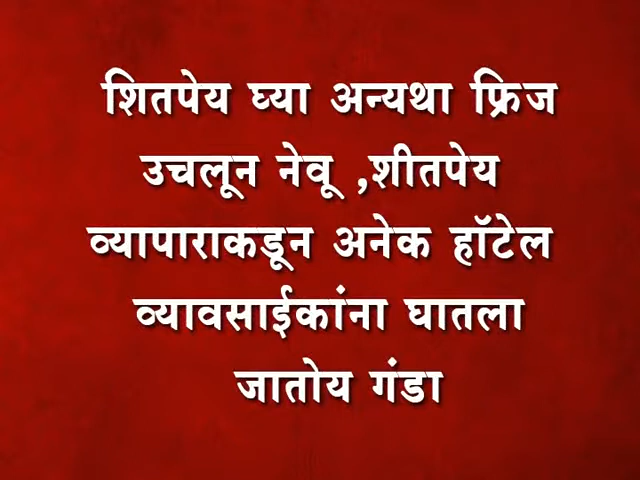 शितपेय घ्या अन्यथा फ्रिज
उचलून नेवू ,शीतपेय
व्यापाराकडून अनेक हॉटेल
व्यावसाईकांना घातला
जातोय गंडा